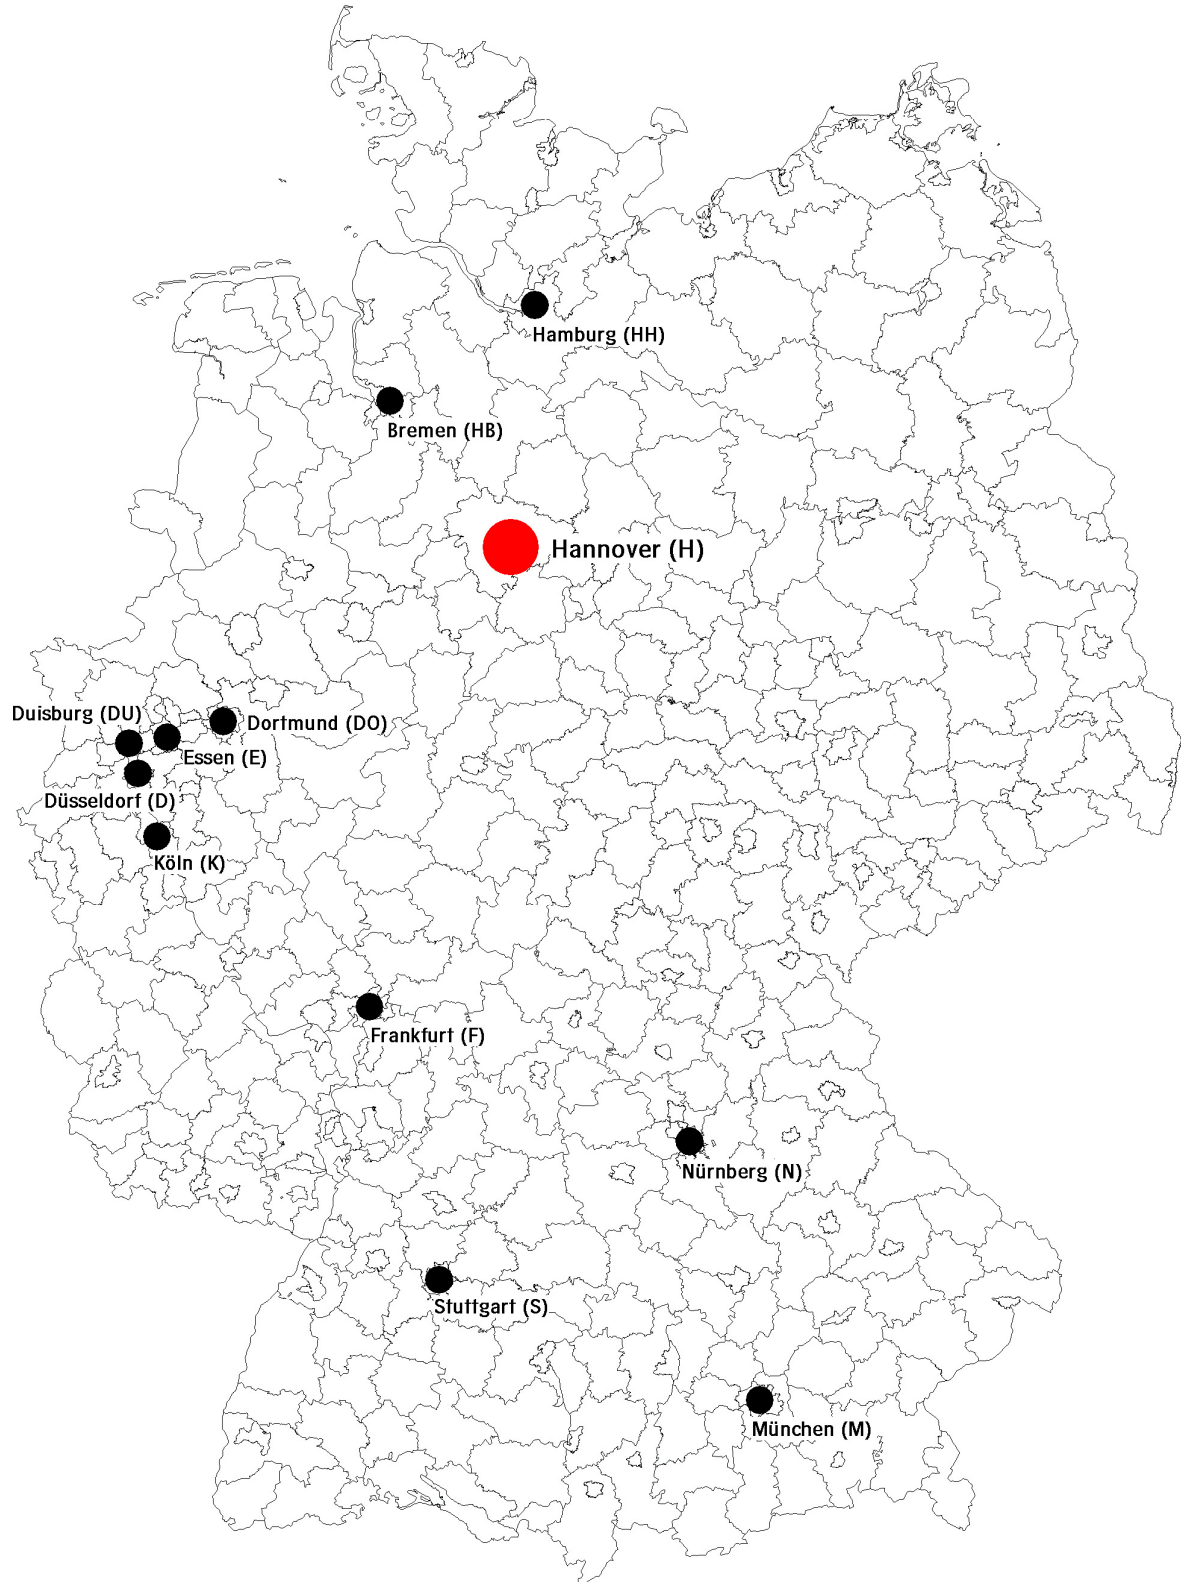 Hamburg (HH)
Bremen (HB)
Hannover (H)
Duisburg (DU)
Dortmund (DO)
Essen (E)
Düsseldorf (D)
Köln (K)
Frankfurt (F)
Nürnberg (N)
Stuttgart (S)
München (M)